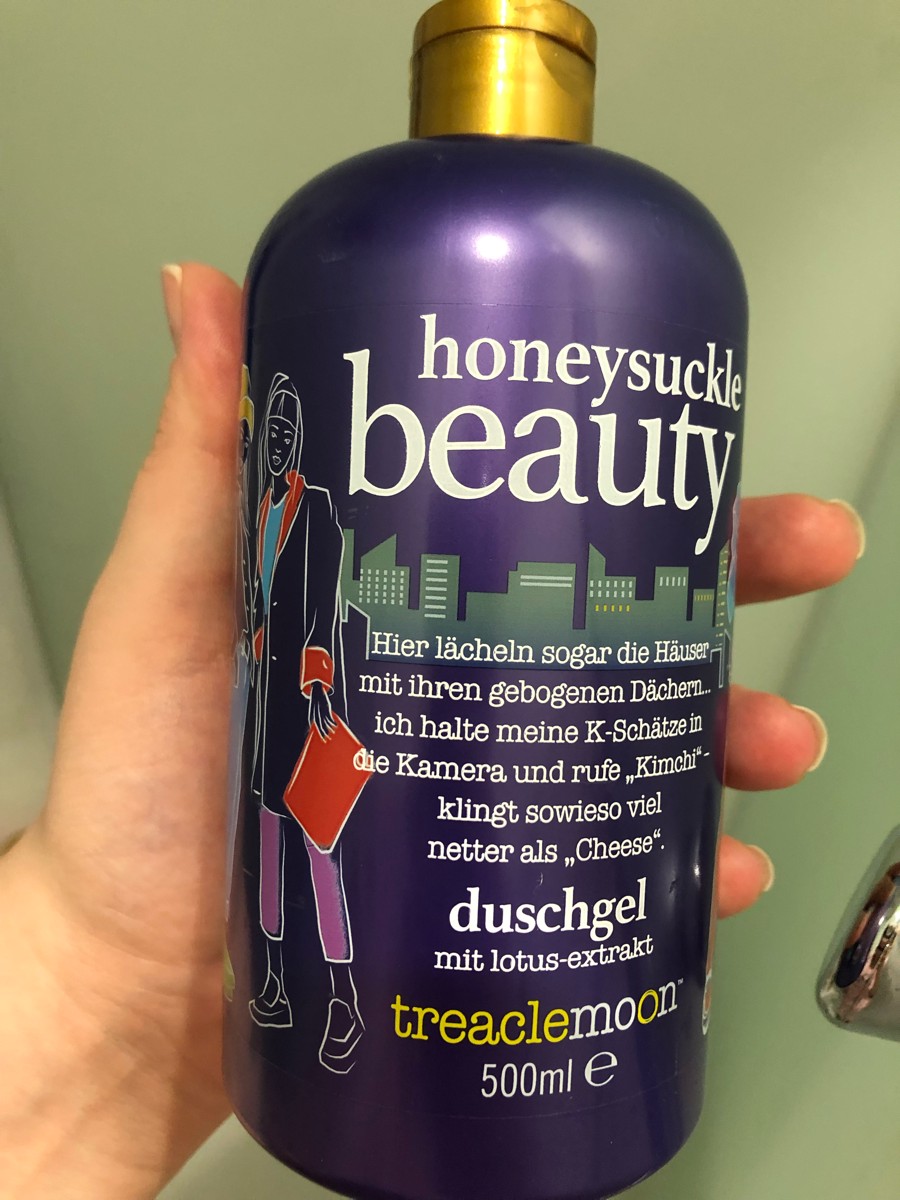 honeysuckle
beauty
Hier lächeln sogar die Häuser
mit ihren gebogenen Dächern...
ich halte meine K-Schätze in
die Kamera und rufe „Kimchi“ –
klingt sowieso viel
netter als „Cheese“.
duschgel
mit lotus-extrakt
treaclemoon™
500ml ℮